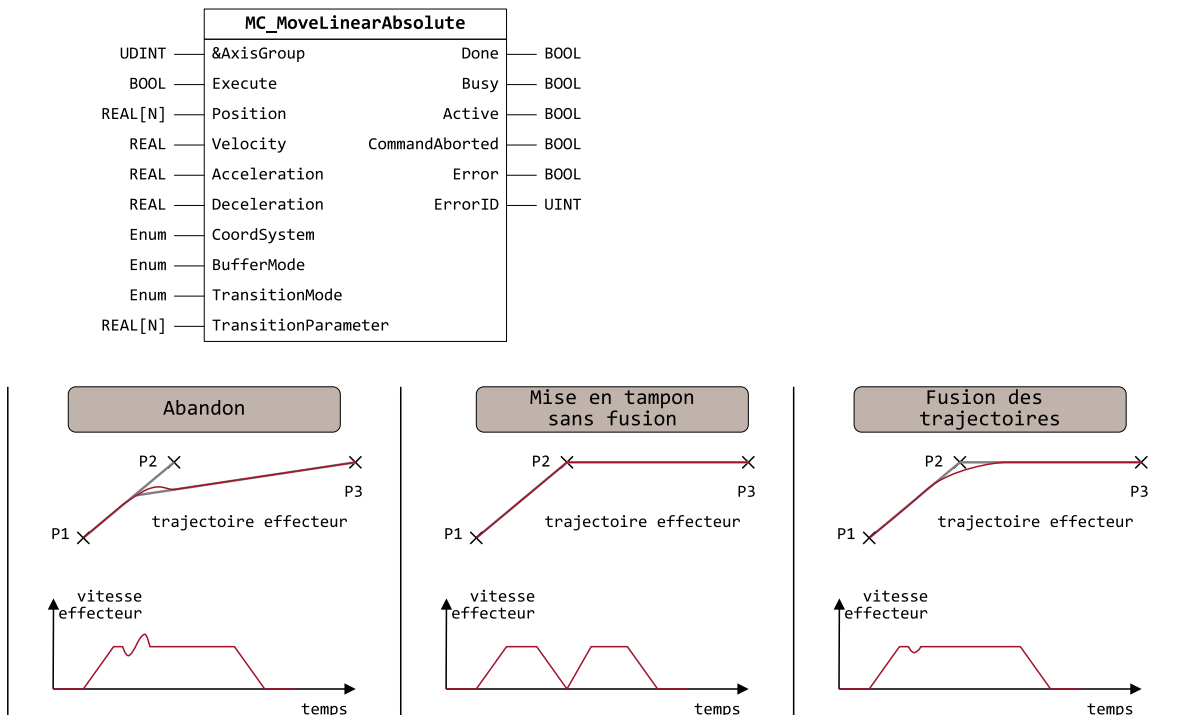 MC_MoveLinearAbsolute
UDINT &AxisGroup Done BOOL
BOOL Execute Busy BOOL
REAL[N] Position Active BOOL
REAL Velocity CommandAborted BOOL
REAL Acceleration Error BOOL
REAL Deceleration ErrorID UINT
Enum CoordSystem
Enum BufferMode
Enum TransitionMode
REAL[N] TransitionParameter
Abandon
P2
P3
P1
trajectoire effecteur
vitesse
effecteur
temps
Mise en tampon
sans fusion
P2
P3
P1
trajectoire effecteur
vitesse
effecteur
temps
Fusion des
trajectoires
P2
P3
P1
trajectoire effecteur
vitesse
effecteur
temps